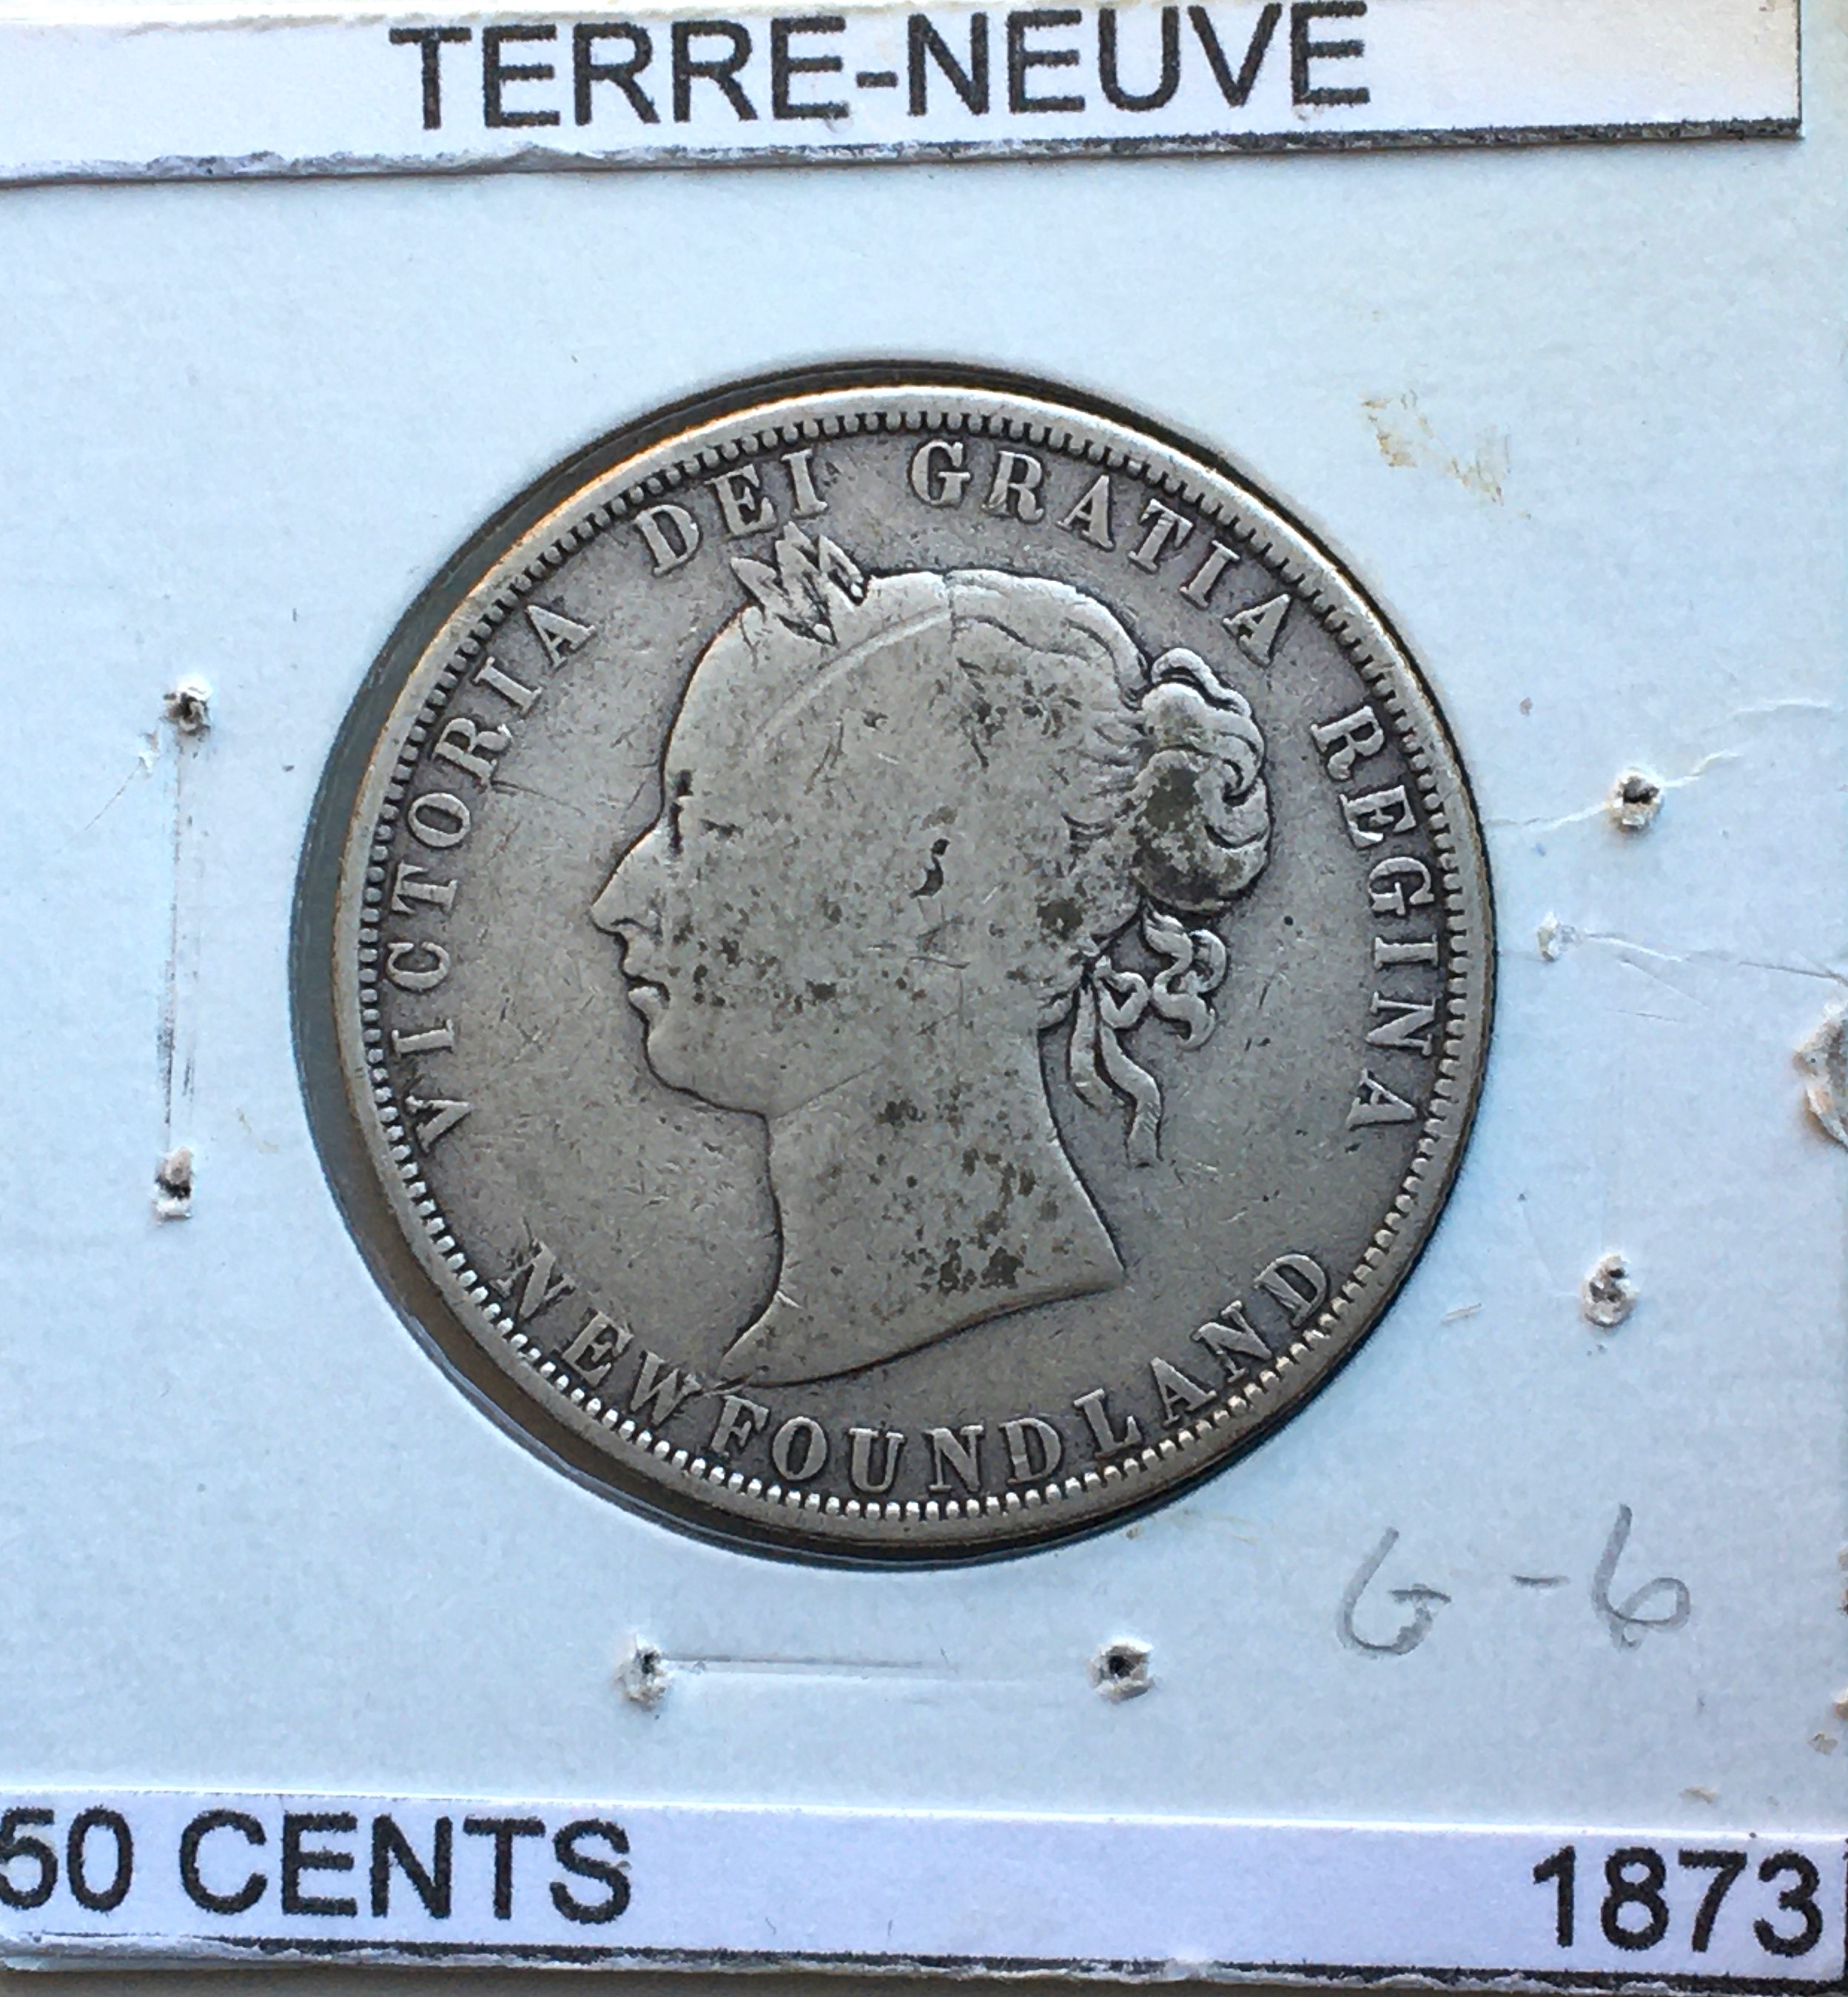 TERRE-NEUVE
VICTORIA DEI GRATIA REGINA
NEWFOUNDLAND
G-6
50 CENTS
1873